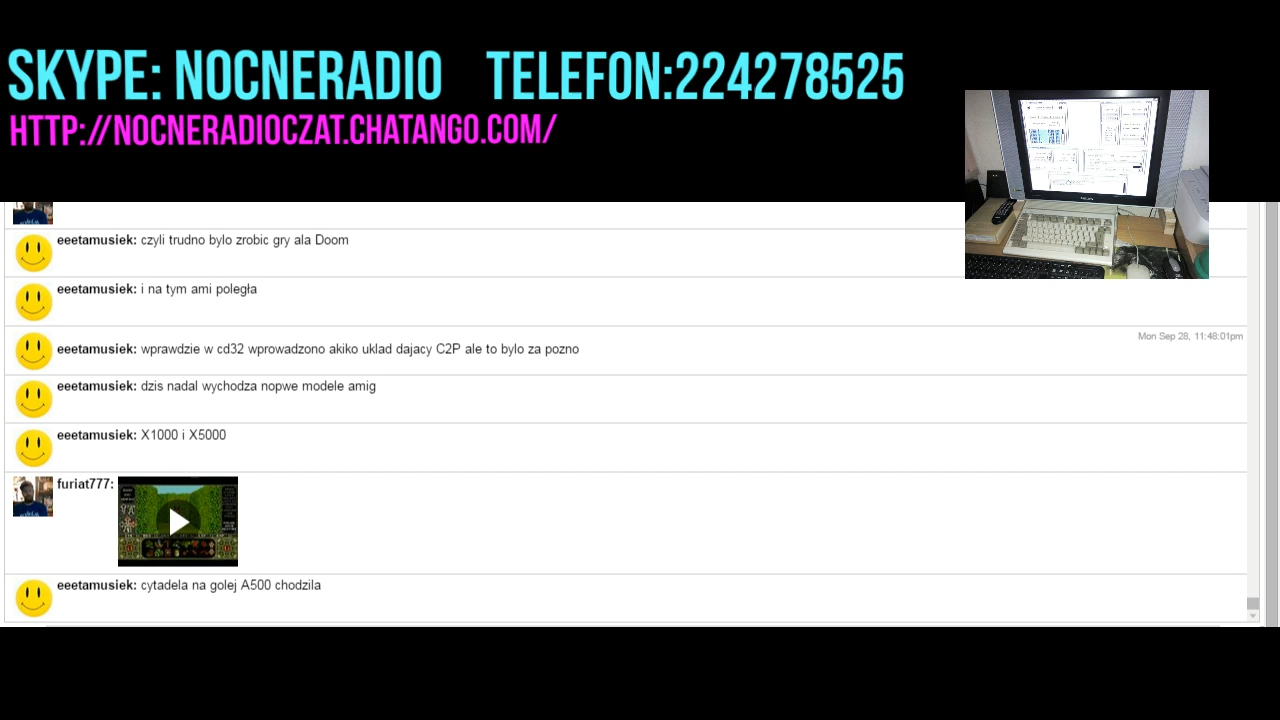 SKYPE: NOCNERADIO TELEFON:224278525
HTTP://NOCNERADIOCZAT.CHATANGO.COM/
eeetamusiek: czyli trudno bylo zrobic gry ala Doom
eeetamusiek: i na tym ami poległa
Mon Sep 28, 11:48:01pm
eeetamusiek: wprawdzie w cd32 wprowadzono akiko uklad dajacy C2P ale to bylo za pozno
eeetamusiek: dzis nadal wychodza nopwe modele amig
eeetamusiek: X1000 i X5000
furiat777:
eeetamusiek: cytadela na golej A500 chodzila